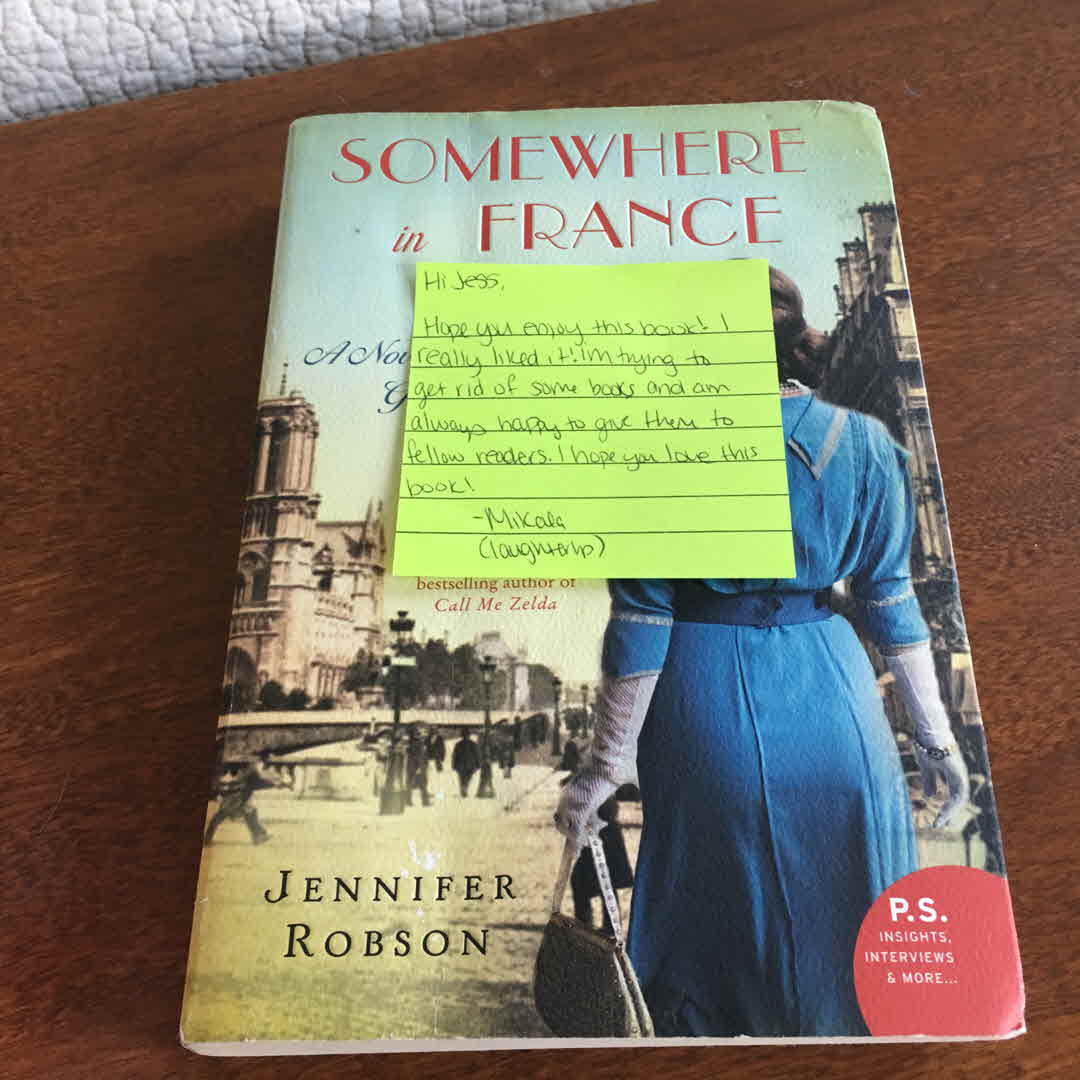 SOMEWHERE
in FRANCE
Hi Jess,
Hope you enjoy this book! I
really liked it! I'm trying to
get rid of some books and am
always happy to give them to
fellow readers. I hope you love this
book!
-Mikala
A Nov
G
bestselling author of
Call Me Zelda
JENNIFER
ROBSON
P.S.
INSIGHTS,
INTERVIEWS
& MORE...